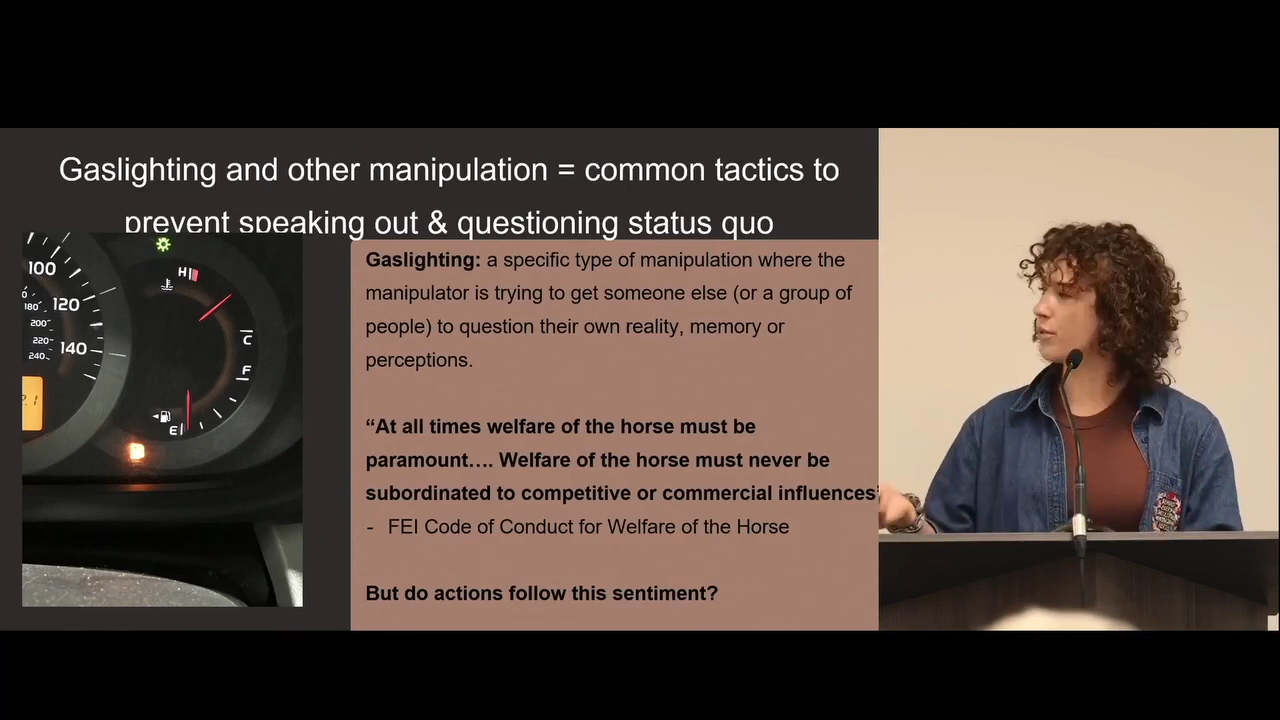 Gaslighting and other manipulation = common tactics to
prevent speaking out & questioning status quo
100
120
140
180
200
220
240
H
C
F
E
.1
Gaslighting: a specific type of manipulation where the
manipulator is trying to get someone else (or a group of
people) to question their own reality, memory or
perceptions.
“At all times welfare of the horse must be
paramount…. Welfare of the horse must never be
subordinated to competitive or commercial influences”
- FEI Code of Conduct for Welfare of the Horse
But do actions follow this sentiment?